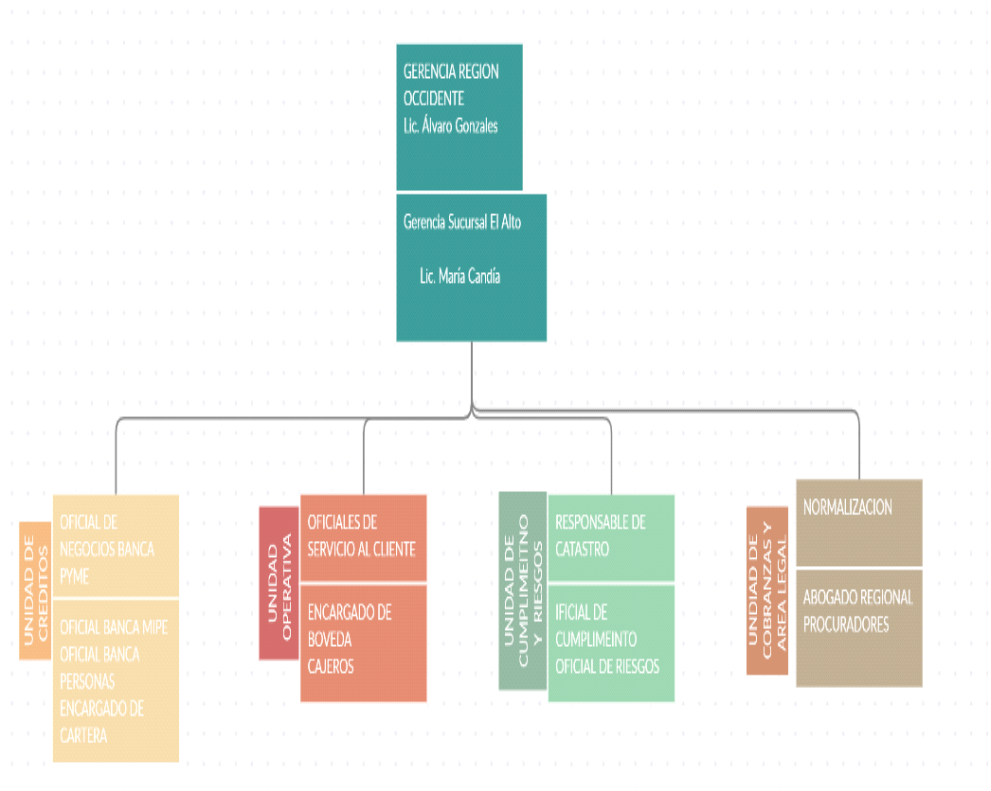 GERENCIA REGION
OCCIDENTE
Lic. Álvaro Gonzales
Gerencia Sucursal El Alto
Lic. María Candía
UNIDAD DE
CREDITOS
OFICIAL DE
NEGOCIOS BANCA
PYME
OFICIAL BANCA MIPE
OFICIAL BANCA
PERSONAS
ENCARGADO DE
CARTERA
UNIDAD
OPERATIVA
OFICIALES DE
SERVICIO AL CLIENTE
ENCARGADO DE
BOVEDA
CAJEROS
UNIDAD DE
CUMPLIMEITNO
Y RIESGOS
RESPONSABLE DE
CATASTRO
IFICIAL DE
CUMPLIMEINTO
OFICIAL DE RIESGOS
UNDIAD DE
COBRANZAS Y
AREA LEGAL
NORMALIZACION
ABOGADO REGIONAL
PROCURADORES